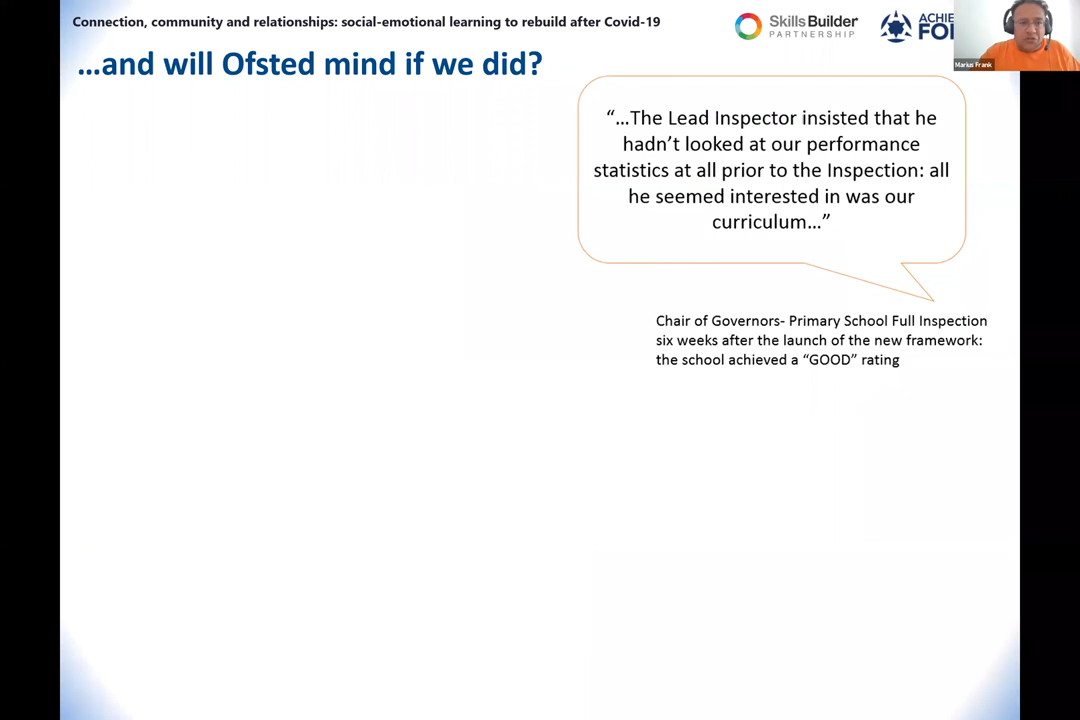 Connection, community and relationships: social-emotional learning to rebuild after Covid-19
SkillsBuilder
PARTNERSHIP
…and will Ofsted mind if we did?
Marius Frank
“…The Lead Inspector insisted that he
hadn’t looked at our performance
statistics at all prior to the Inspection: all
he seemed interested in was our
curriculum…”
Chair of Governors- Primary School Full Inspection
six weeks after the launch of the new framework:
the school achieved a “GOOD” rating